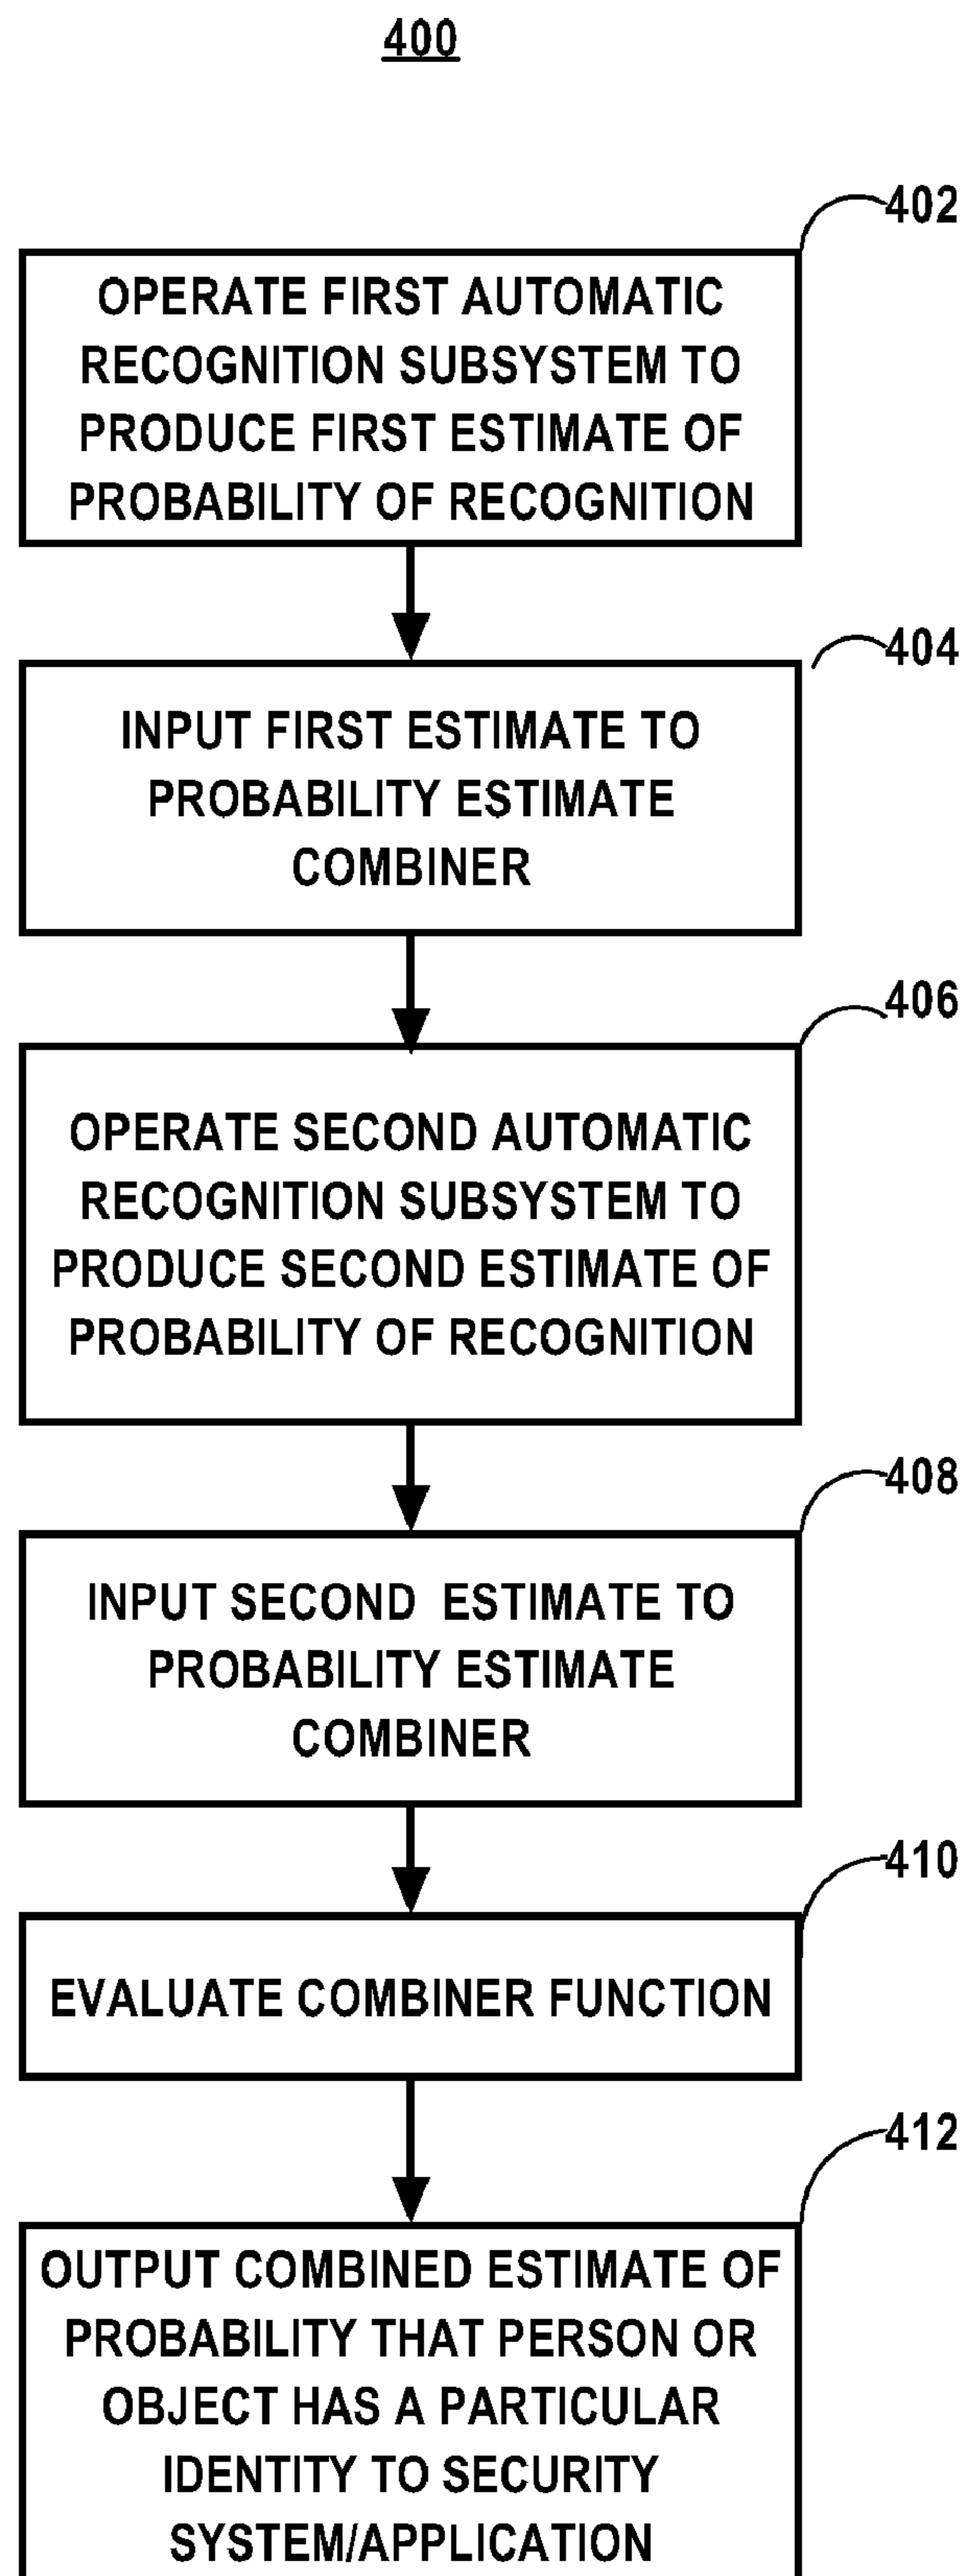 400
402
OPERATE FIRST AUTOMATIC
RECOGNITION SUBSYSTEM TO
PRODUCE FIRST ESTIMATE OF
PROBABILITY OF RECOGNITION
404
INPUT FIRST ESTIMATE TO
PROBABILITY ESTIMATE
COMBINER
406
OPERATE SECOND AUTOMATIC
RECOGNITION SUBSYSTEM TO
PRODUCE SECOND ESTIMATE OF
PROBABILITY OF RECOGNITION
408
INPUT SECOND ESTIMATE TO
PROBABILITY ESTIMATE
COMBINER
410
EVALUATE COMBINER FUNCTION
412
OUTPUT COMBINED ESTIMATE OF
PROBABILITY THAT PERSON OR
OBJECT HAS A PARTICULAR
IDENTITY TO SECURITY
SYSTEM/APPLICATION